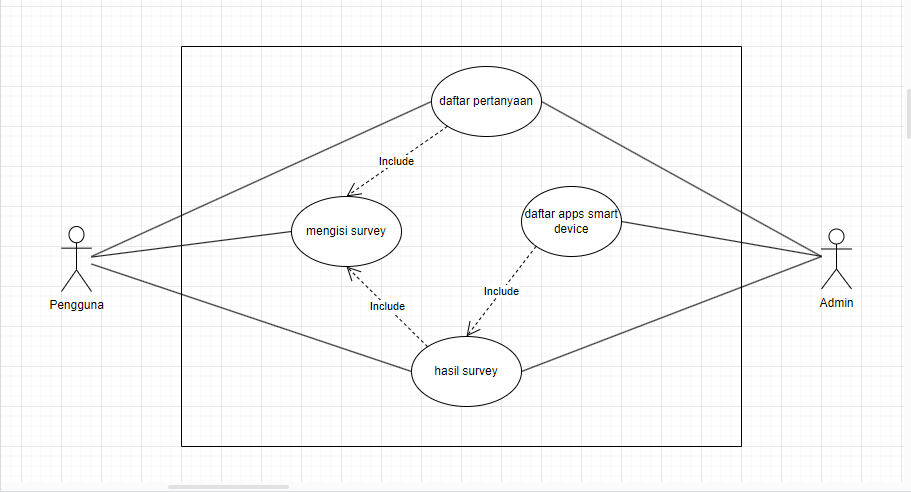 daftar pertanyaan
Include
daftar apps smart
device
mengisi survey
Include
Include
hasil survey
Pengguna
Admin